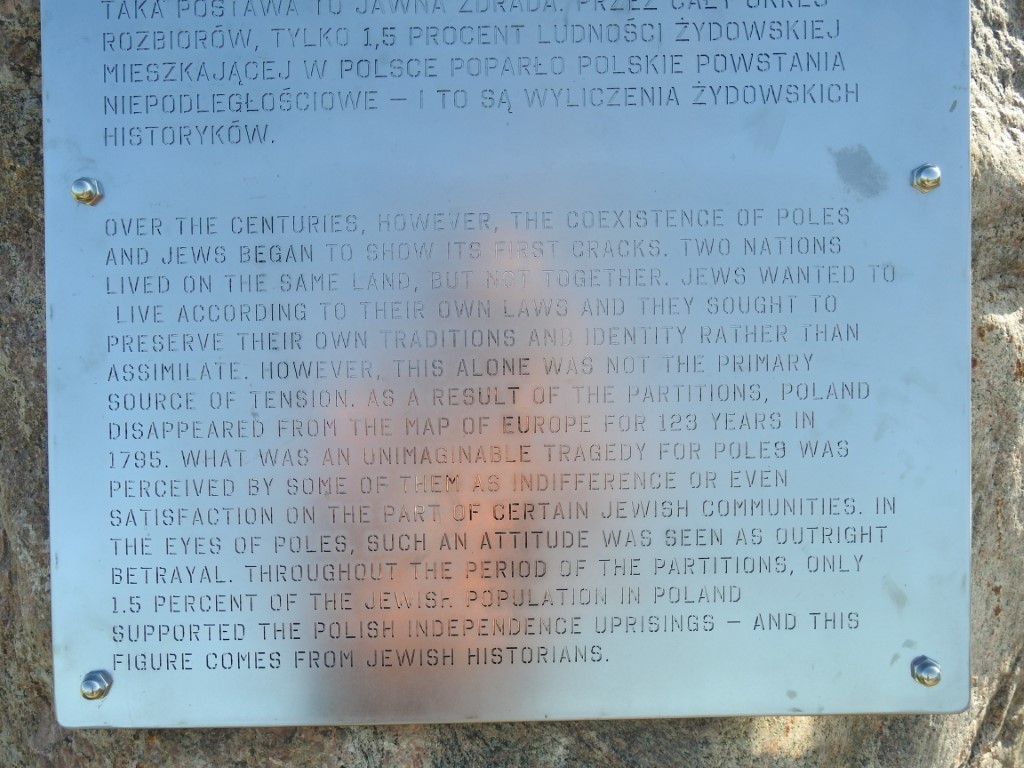 TAKA POSTAWA TO JAWNA ZDRADA. PRZEZ CAŁY OKRES
ROZBIORÓW, TYLKO 1,5 PROCENT LUDNOŚCI ŻYDOWSKIEJ
MIESZKAJĄCEJ W POLSCE POPARŁO POLSKIE POWSTANIA
NIEPODLEGŁOŚCIOWE – I TO SĄ WYLICZENIA ŻYDOWSKICH
HISTORYKÓW.
OVER THE CENTURIES, HOWEVER, THE COEXISTENCE OF POLES
AND JEWS BEGAN TO SHOW ITS FIRST CRACKS. TWO NATIONS
LIVED ON THE SAME LAND, BUT NOT TOGETHER. JEWS WANTED TO
LIVE ACCORDING TO THEIR OWN LAWS AND THEY SOUGHT TO
PRESERVE THEIR OWN TRADITIONS AND IDENTITY RATHER THAN
ASSIMILATE. HOWEVER, THIS ALONE WAS NOT THE PRIMARY
SOURCE OF TENSION. AS A RESULT OF THE PARTITIONS, POLAND
DISAPPEARED FROM THE MAP OF EUROPE FOR 123 YEARS IN
1795. WHAT WAS AN UNIMAGINABLE TRAGEDY FOR POLES WAS
PERCEIVED BY SOME OF THEM AS INDIFFERENCE OR EVEN
SATISFACTION ON THE PART OF CERTAIN JEWISH COMMUNITIES. IN
THE EYES OF POLES, SUCH AN ATTITUDE WAS SEEN AS OUTRIGHT
BETRAYAL. THROUGHOUT THE PERIOD OF THE PARTITIONS, ONLY
1.5 PERCENT OF THE JEWISH POPULATION IN POLAND
SUPPORTED THE POLISH INDEPENDENCE UPRISINGS – AND THIS
FIGURE COMES FROM JEWISH HISTORIANS.